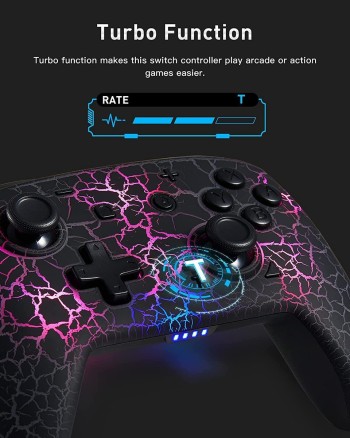 Turbo Function
Turbo function makes this switch controller play arcade or action
games easier.
RATE T
T